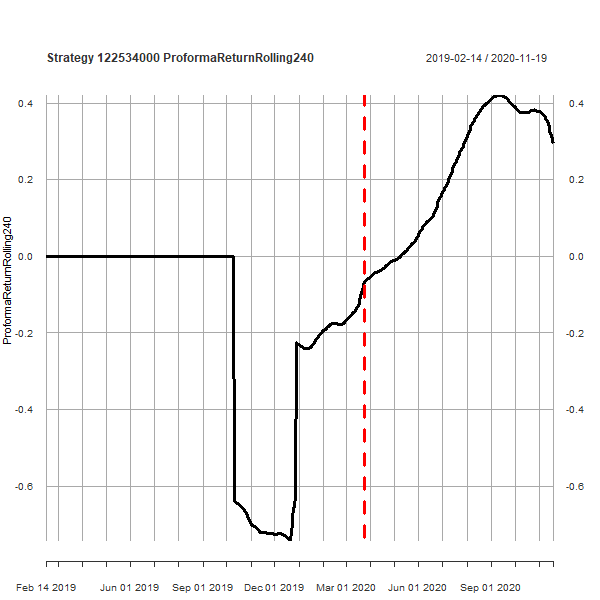 Strategy 122534000 ProformaReturnRolling240
2019-02-14 / 2020-11-19
ProformaReturnRolling240
0.4
0.4
0.2
0.2
0.0
0.0
-0.2
-0.2
-0.4
-0.4
-0.6
-0.6
Feb 14 2019
Jun 01 2019
Sep 01 2019
Dec 01 2019
Mar 01 2020
Jun 01 2020
Sep 01 2020